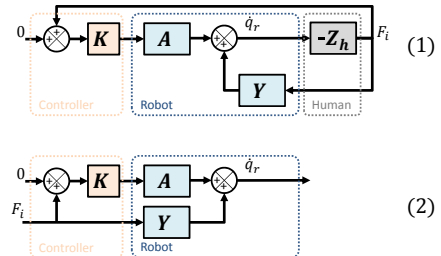 0 K A q̇ᵣ -Zₕ Fᵢ (1)
Y
Controller Robot Human
0 K A q̇ᵣ
Fᵢ Y (2)
Controller Robot